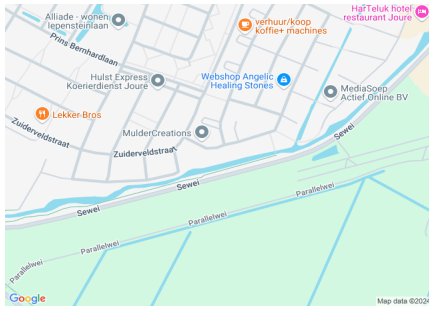 HarTeluk hotel
restaurant Joure
Alliade - wonen
Iepensteinlaan
verhuur/koop
koffie+ machines
Prins Bernhardlaan
Hulst Express
Koerierdienst Joure
Webshop Angelic
Healing Stones
MediaSoep
Actief Online BV
Lekker Bros
Zuiderveldstraat
MulderCreations
Sewei
Zuiderveldstraat
Sewei
Sewei
Parallelwei
Parallelwei
Parallelwei
Google
Map data ©2024